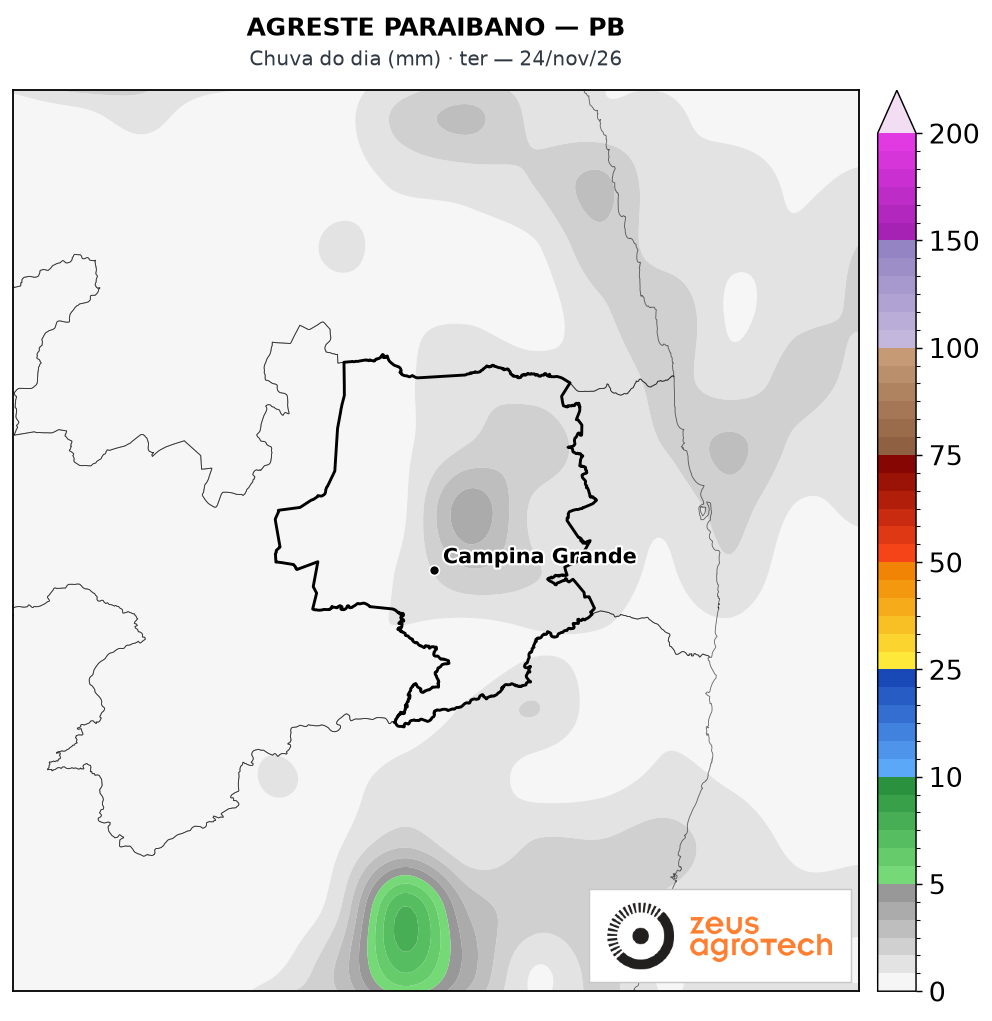 AGRESTE PARAIBANO — PB
Chuva do dia (mm) · ter — 24/nov/26
200
150
100
75
50
25
10
5
0
Campina Grande
zeus
agrotech